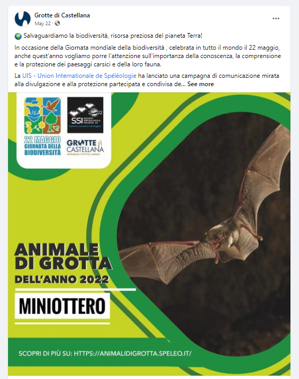 Grotte di Castellana
May 22
Salvaguardiamo la biodiversità, risorsa preziosa del pianeta Terra!
In occasione della Giornata mondiale della biodiversità , celebrata in tutto il mondo il 22 maggio,
anche quest'anno vogliamo porre l'attenzione sull'importanza della conoscenza, la comprensione
e la protezione dei paesaggi carsici e della loro fauna.
La UIS - Union Internationale de Spéléologie ha lanciato una campagna di comunicazione mirata
alla divulgazione e alla protezione partecipata e condivisa de... See more
22 MAGGIO
GIORNATA DELLA
BIODIVERSITÀ
SSI
GROTTE
CASTELLANA
ANIMALE
DI GROTTA
DELL'ANNO 2022
MINIOTTERO
SCOPRI DI PIÙ SU: HTTPS://ANIMALIDIGROTTA.SPELEO.IT/